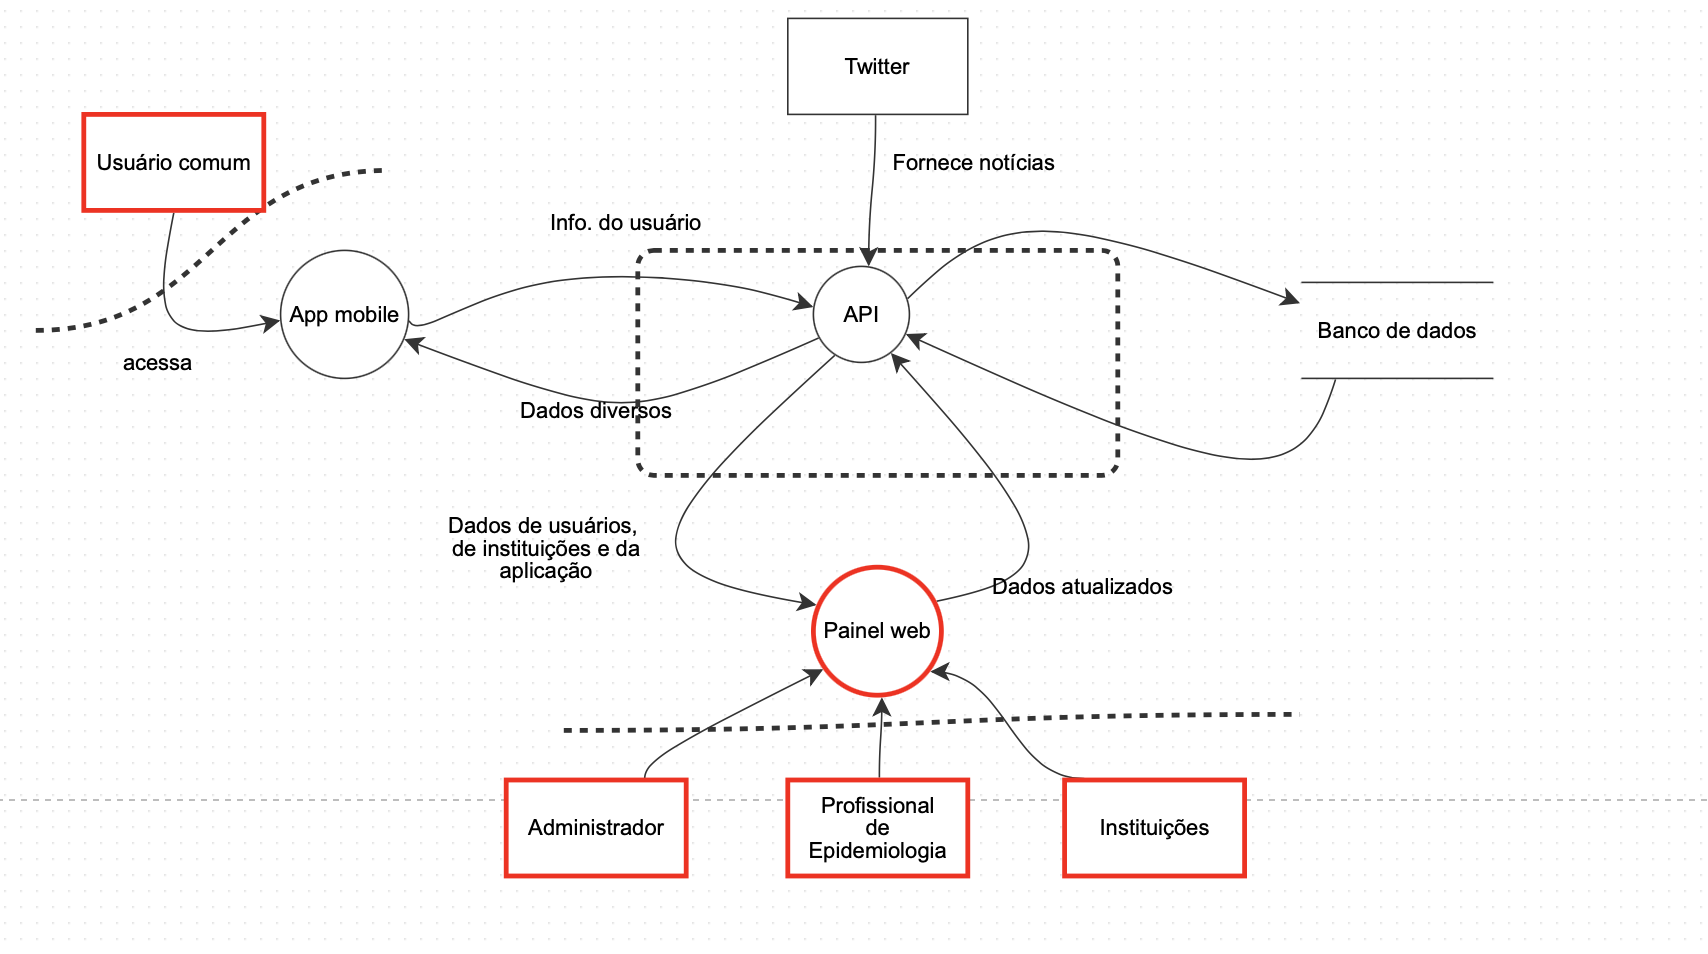 Twitter
Usuário comum
Fornece notícias
Info. do usuário
App mobile
API
Banco de dados
acessa
Dados diversos
Dados de usuários,
de instituições e da
aplicação
Dados atualizados
Painel web
Administrador
Profissional
de
Epidemiologia
Instituições